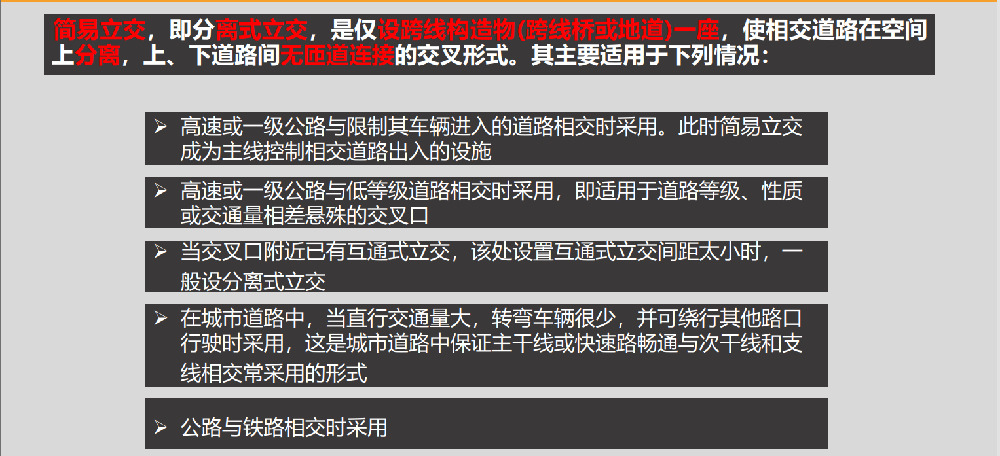 简易立交，即分离式立交，是仅设跨线构造物(跨线桥或地道)一座，使相交道路在空间
上分离，上、下道路间无匝道连接的交叉形式。其主要适用于下列情况：
➢ 高速或一级公路与限制其车辆进入的道路相交时采用。此时简易立交
成为主线控制相交道路出入的设施
➢ 高速或一级公路与低等级道路相交时采用，即适用于道路等级、性质
或交通量相差悬殊的交叉口
➢ 当交叉口附近已有互通式立交，该处设置互通式立交间距太小时，一
般设分离式立交
➢ 在城市道路中，当直行交通量大，转弯车辆很少，并可绕行其他路口
行驶时采用，这是城市道路中保证主干线或快速路畅通与次干线和支
线相交常采用的形式
➢ 公路与铁路相交时采用